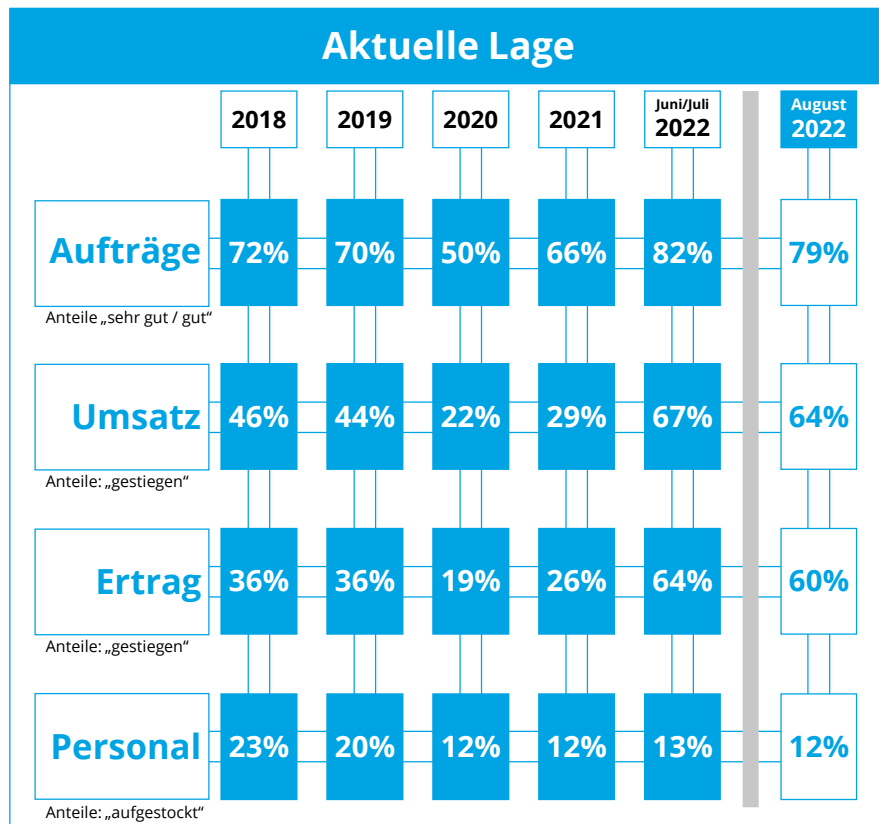 Aktuelle Lage
2018 2019 2020 2021 Juni/Juli 2022 August 2022
Aufträge 72% 70% 50% 66% 82% 79%
Anteile „sehr gut / gut“
Umsatz 46% 44% 22% 29% 67% 64%
Anteile: „gestiegen“
Ertrag 36% 36% 19% 26% 64% 60%
Anteile: „gestiegen“
Personal 23% 20% 12% 12% 13% 12%
Anteile: „aufgestockt“